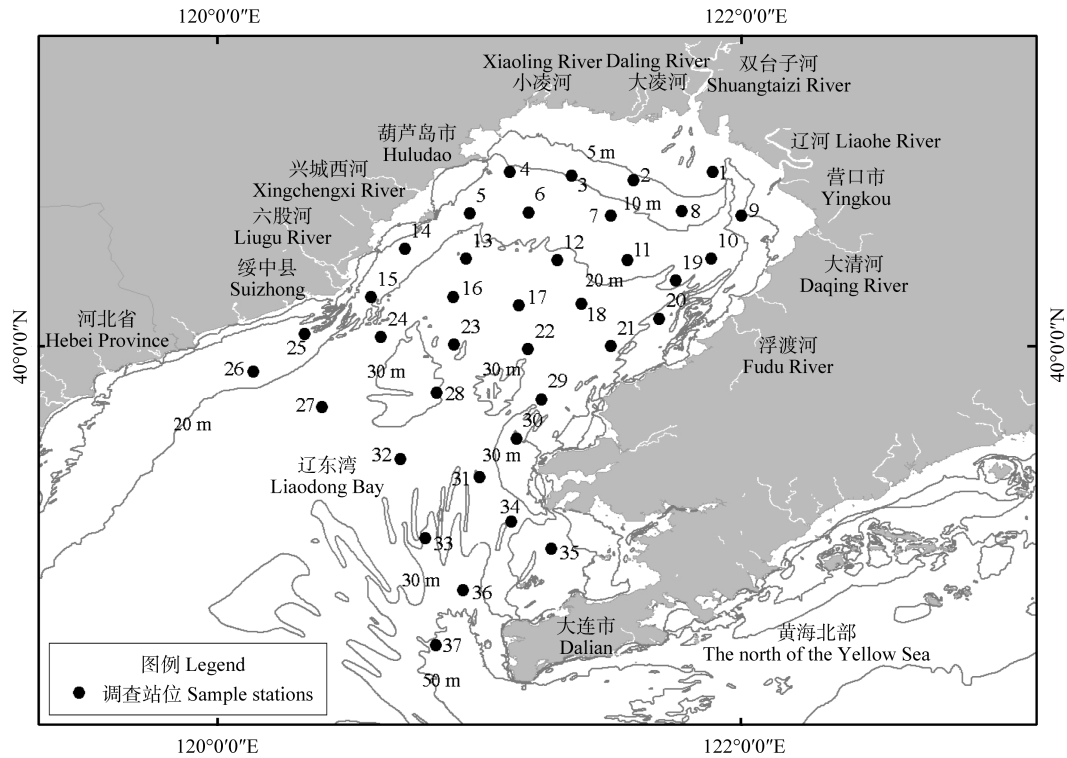 120°0′0″E
122°0′0″E
Xiaoling River
小凌河
Daling River
大凌河
双台子河
Shuangtaizi River
葫芦岛市
Huludao
辽河 Liaohe River
兴城西河
Xingchengxi River
营口市
Yingkou
六股河
Liugu River
绥中县
Suizhong
大清河
Daqing River
河北省
Hebei Province
浮渡河
Fudu River
40°0′0″N
40°0′0″N
5 m
4
3
2
1
5
6
7
10 m
8
9
14
13
12
11
10
15
16
17
18
20 m
19
20
24
23
22
21
25
26
30 m
30 m
28
29
27
20 m
30
30 m
32
31
辽东湾
Liaodong Bay
34
33
35
30 m
36
37
50 m
大连市
Dalian
黄海北部
The north of the Yellow Sea
图例 Legend
调查站位 Sample stations
120°0′0″E
122°0′0″E